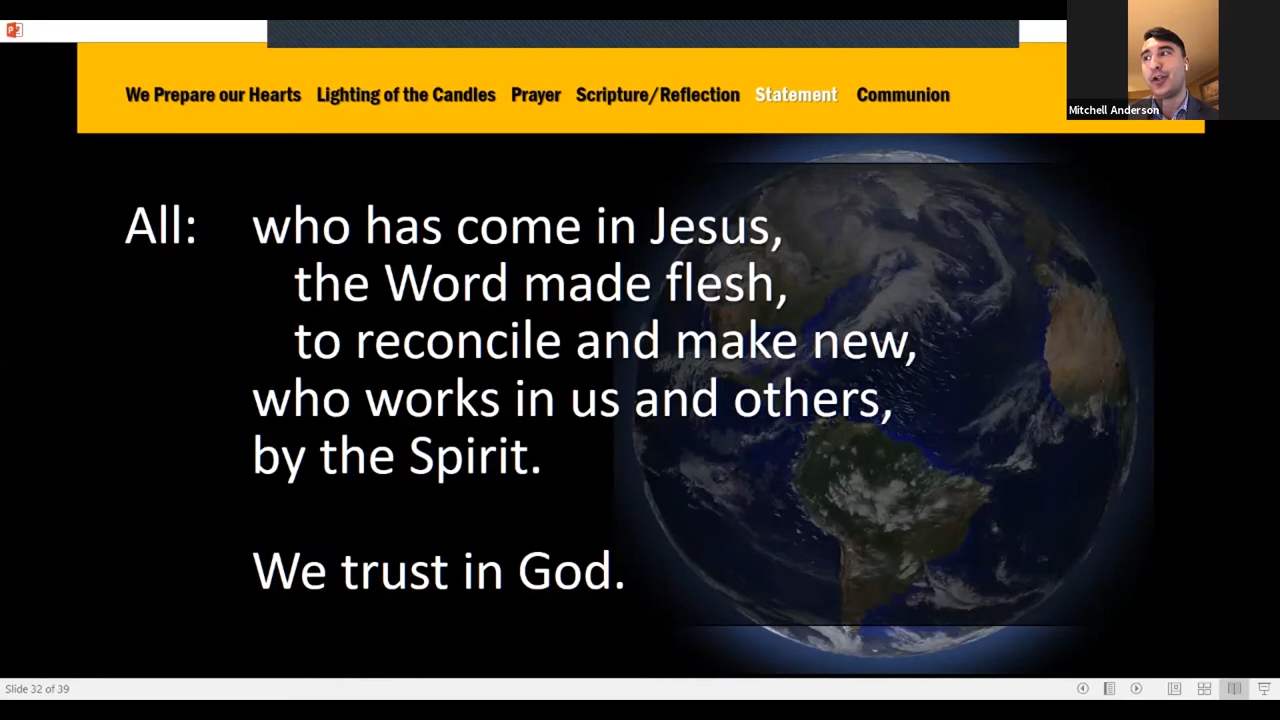 We Prepare our Hearts Lighting of the Candles Prayer Scripture/Reflection Statement Communion
Mitchell Anderson
All: who has come in Jesus,
the Word made flesh,
to reconcile and make new,
who works in us and others,
by the Spirit.
We trust in God.
Slide 32 of 39